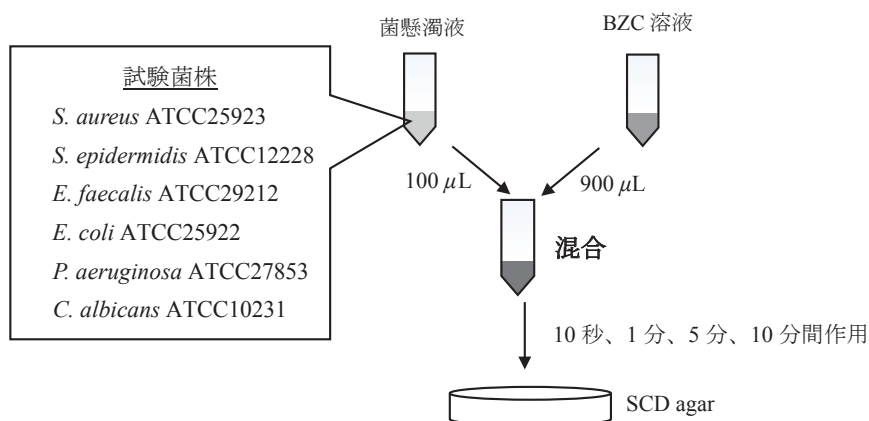 菌懸濁液
BZC 溶液
試験菌株
S. aureus ATCC25923
S. epidermidis ATCC12228
E. faecalis ATCC29212
E. coli ATCC25922
P. aeruginosa ATCC27853
C. albicans ATCC10231
100 μL
900 μL
混合
10 秒、1 分、5 分、10 分間作用
SCD agar